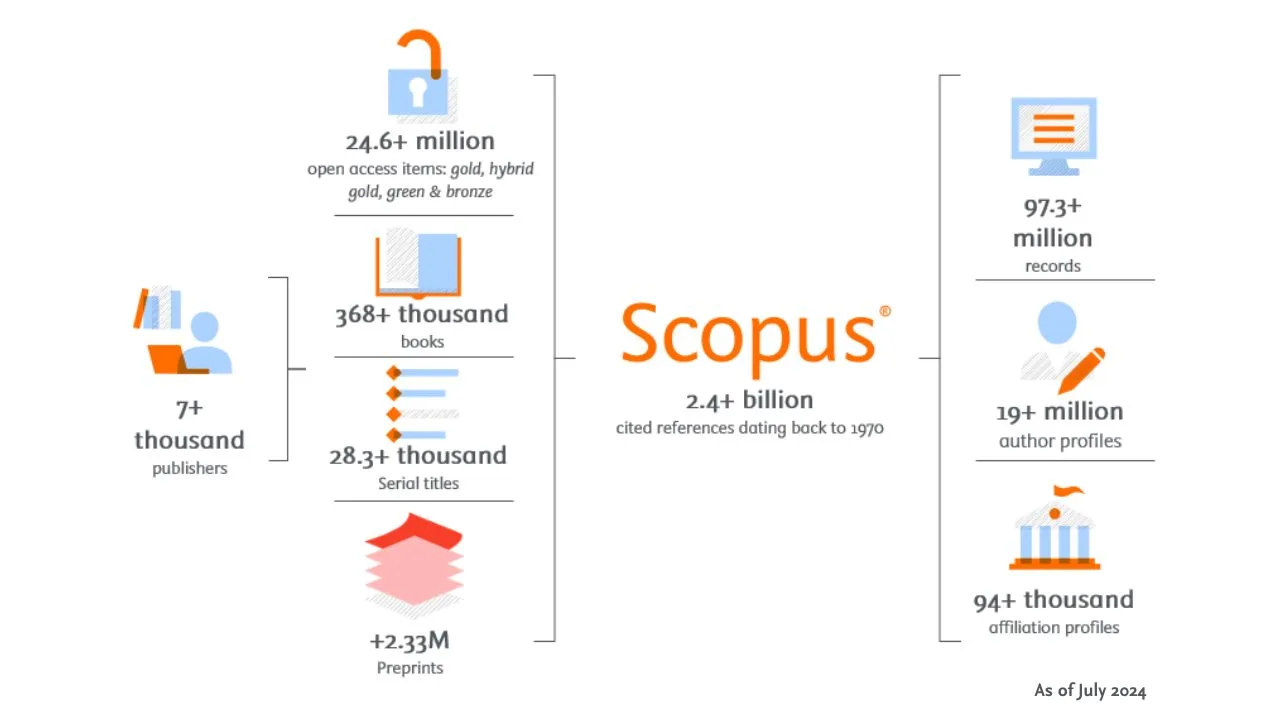 24.6+ million
open access items: gold, hybrid
gold, green & bronze
368+ thousand
books
7+
thousand
publishers
28.3+ thousand
Serial titles
+2.33M
Preprints
Scopus®
2.4+ billion
cited references dating back to 1970
97.3+
million
records
19+ million
author profiles
94+ thousand
affiliation profiles
As of July 2024